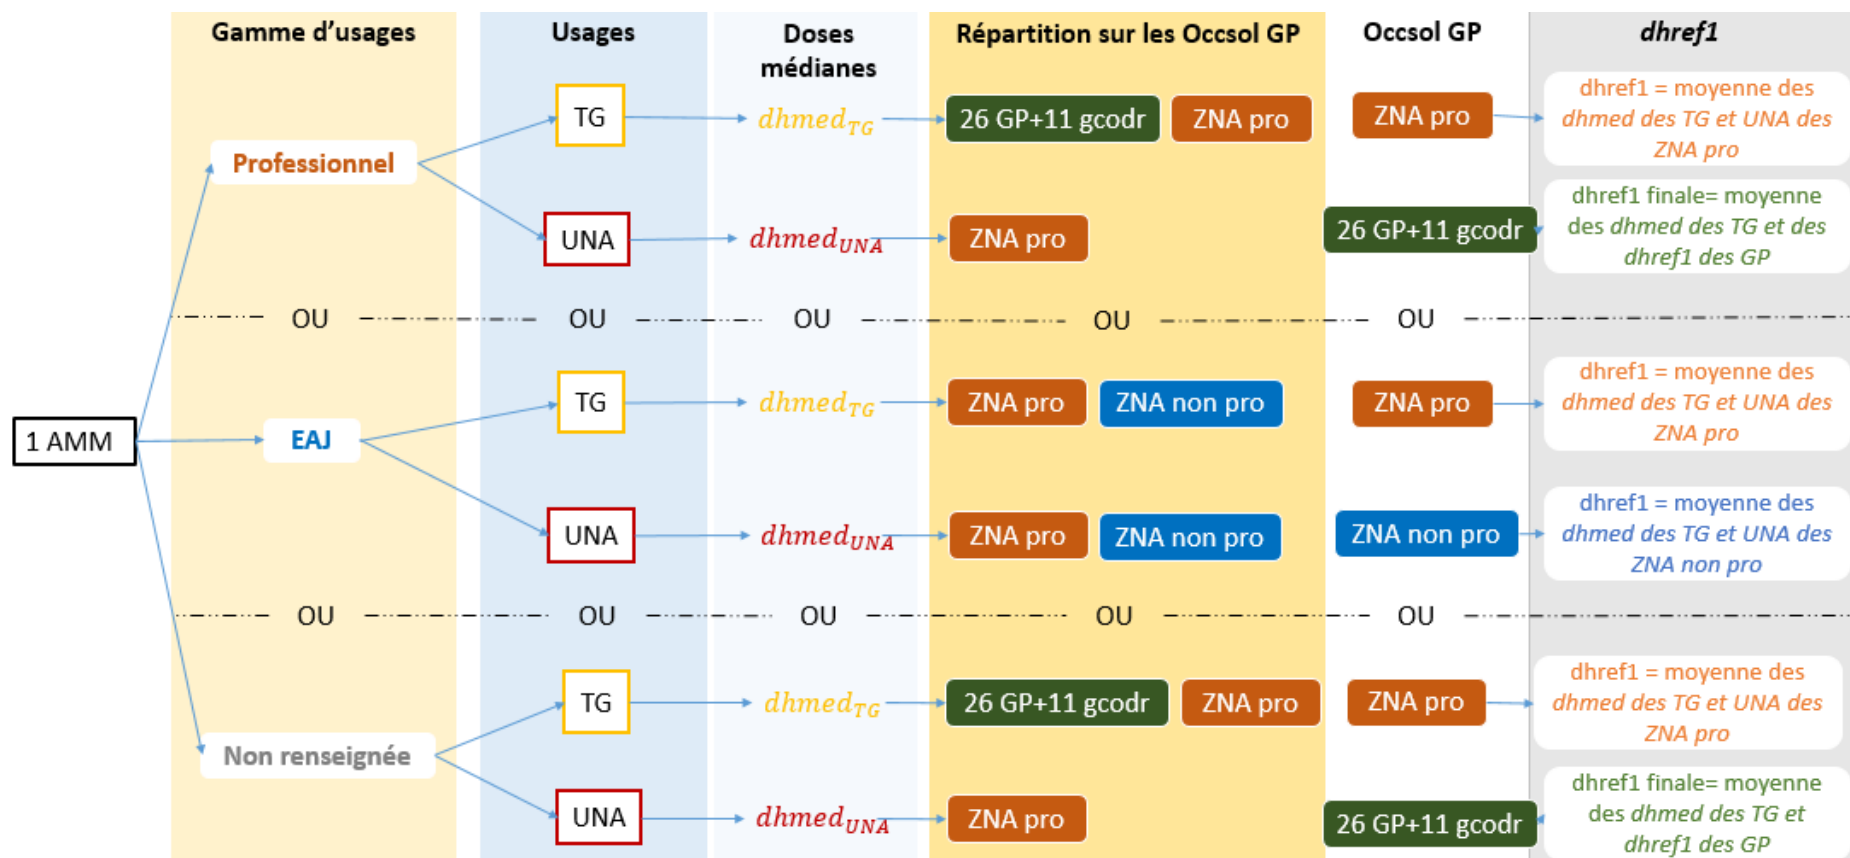 Gamme d'usages
Usages
Doses
médianes
Répartition sur les Occsol GP
Occsol GP
dhref1
TG
dhmed_TG
26 GP+11 gcodr
ZNA pro
ZNA pro
dhref1 = moyenne des
dhmed des TG et UNA des
ZNA pro
Professionnel
UNA
dhmed_UNA
ZNA pro
26 GP+11 gcodr
dhref1 finale= moyenne
des dhmed des TG et des
dhref1 des GP
OU
OU
OU
OU
OU
1 AMM
EAJ
TG
dhmed_TG
ZNA pro
ZNA non pro
ZNA pro
dhref1 = moyenne des
dhmed des TG et UNA des
ZNA pro
UNA
dhmed_UNA
ZNA pro
ZNA non pro
ZNA non pro
dhref1 = moyenne des
dhmed des TG et UNA des
ZNA non pro
OU
OU
OU
OU
OU
TG
dhmed_TG
26 GP+11 gcodr
ZNA pro
ZNA pro
dhref1 = moyenne des
dhmed des TG et UNA des
ZNA pro
Non renseignée
UNA
dhmed_UNA
ZNA pro
26 GP+11 gcodr
dhref1 finale= moyenne
des dhmed des TG et
dhref1 des GP